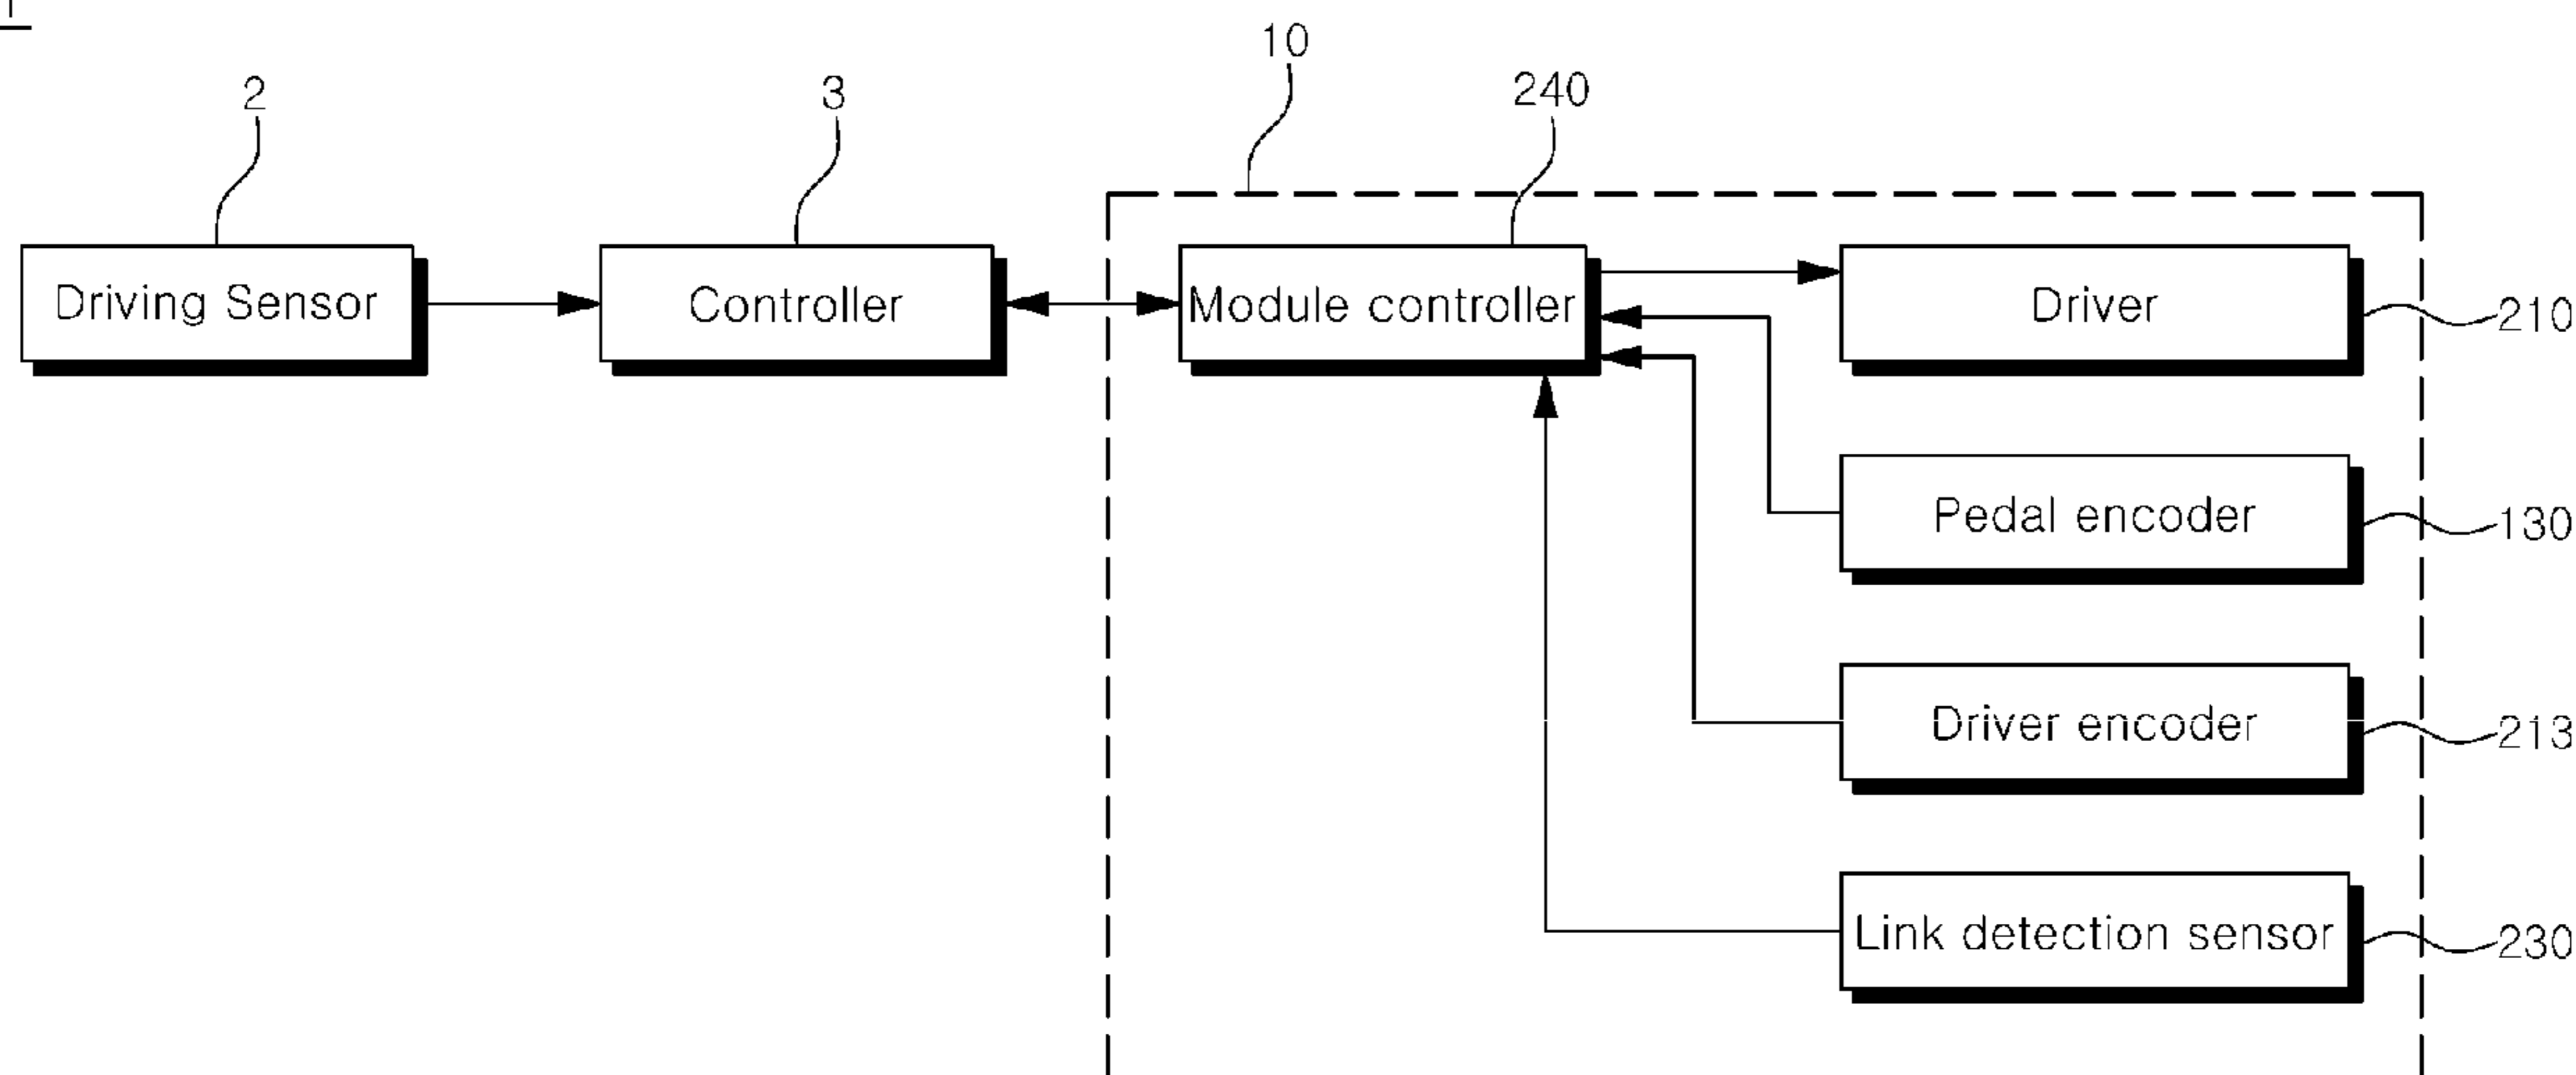 10
2
3
240
Driving Sensor
Controller
Module controller
Driver
210
Pedal encoder
130
Driver encoder
213
Link detection sensor
230